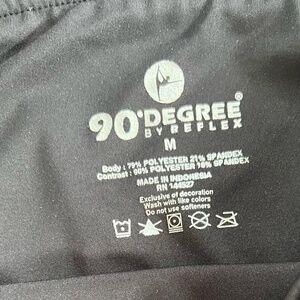 90°DEGREE®
BY REFLEX
M
Body : 79% POLYESTER 21% SPANDEX
Contrast : 90% POLYESTER 10% SPANDEX
MADE IN INDONESIA
RN 144527
Exclusive of decoration
Wash with like colors
Do not use softeners